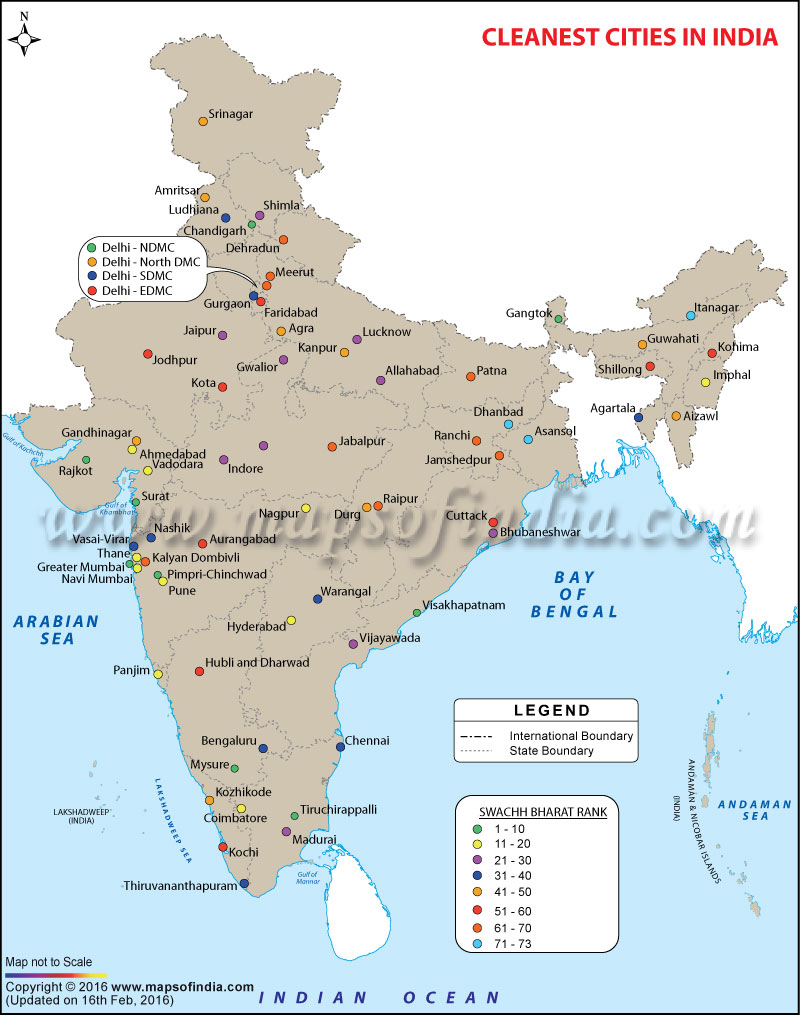 N
CLEANEST CITIES IN INDIA
Srinagar
Amritsar
Ludhiana
Shimla
Chandigarh
Dehradun
Delhi - NDMC
Delhi - North DMC
Delhi - SDMC
Delhi - EDMC
Meerut
Gurgaon
Faridabad
Gangtok
Itanagar
Jaipur
Agra
Lucknow
Kanpur
Guwahati
Kohima
Jodhpur
Gwalior
Shillong
Kota
Allahabad
Patna
Imphal
Dhanbad
Agartala
Aizawl
Gandhinagar
Ranchi
Asansol
Gulf of Kachchh
Ahmedabad
Jabalpur
Rajkot
Vadodara
Indore
Jamshedpur
Surat
Gulf of
Khambhat
Nagpur
Durg
Raipur
Cuttack
www.mapsofindia.com
Nashik
Bhubaneshwar
Vasai-Virar
Aurangabad
Thane
Kalyan Dombivli
Greater Mumbai
Pimpri-Chinchwad
Navi Mumbai
Pune
Warangal
BAY
OF
BENGAL
Visakhapatnam
ARABIAN
SEA
Hyderabad
Vijayawada
Panjim
Hubli and Dharwad
LEGEND
International Boundary
State Boundary
Bengaluru
Chennai
Mysure
Kozhikode
Coimbatore
Tiruchirappalli
LAKSHADWEEP
(INDIA)
LAKSHADWEEP SEA
Madurai
Kochi
Gulf of
Mannar
Thiruvananthapuram
ANDAMAN & NICOBAR ISLANDS
(INDIA)
ANDAMAN
SEA
SWACHH BHARAT RANK
1 - 10
11 - 20
21 - 30
31 - 40
41 - 50
51 - 60
61 - 70
71 - 73
Map not to Scale
Copyright © 2016 www.mapsofindia.com
(Updated on 16th Feb, 2016)
INDIAN OCEAN